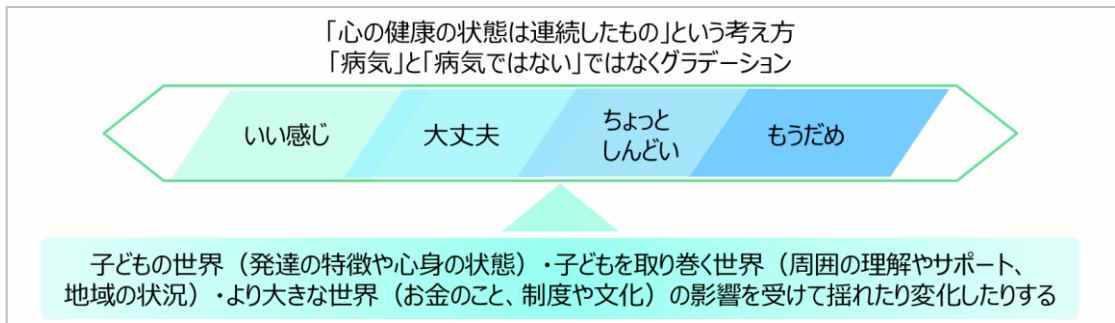 「心の健康の状態は連続したもの」という考え方
「病気」と「病気ではない」ではなくグラデーション
いい感じ
大丈夫
ちょっと
しんどい
もうだめ
子どもの世界（発達の特徴や心身の状態）・子どもを取り巻く世界（周囲の理解やサポート、
地域の状況）・より大きな世界（お金のこと、制度や文化）の影響を受けて揺れたり変化したりする